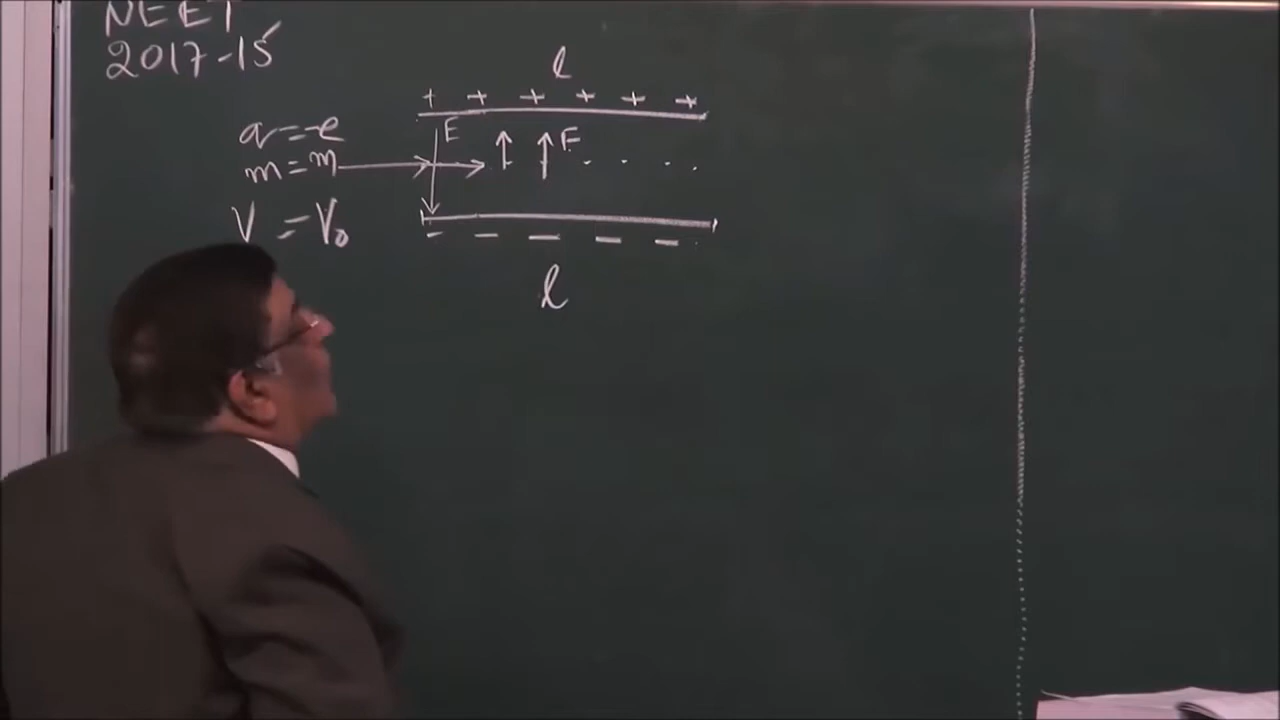 NEET
2017-15
l
+ + + + + +
q = -e
E
F
m = m
V = V₀
- - - - -
l